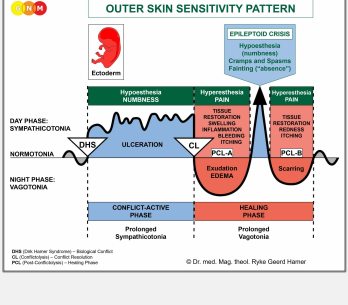 GNM
OUTER SKIN SENSITIVITY PATTERN
EPILEPTOID CRISIS
Hypoesthesia
(numbness)
Cramps and Spasms
Fainting ("absence")
Ectoderm
Hypoesthesia
NUMBNESS
Hyperesthesia
PAIN
Hyperesthesia
PAIN
DAY PHASE:
SYMPATHICOTONIA
TISSUE
RESTORATION
SWELLING
INFLAMMATION
BLEEDING
ITCHING
TISSUE
RESTORATION
REDNESS
ITCHING
DHS
ULCERATION
CL
PCL-A
PCL-B
NORMOTONIA
NIGHT PHASE:
VAGOTONIA
Exudation
EDEMA
Scarring
CONFLICT-ACTIVE
PHASE
HEALING
PHASE
Prolonged
Sympathicotonia
Prolonged
Vagotonia
DHS (Dirk Hamer Syndrome) – Biological Conflict
CL (Conflictolysis) – Conflict Resolution
PCL (Post-Conflictolysis) – Healing Phase
© Dr. med. Mag. theol. Ryke Geerd Hamer